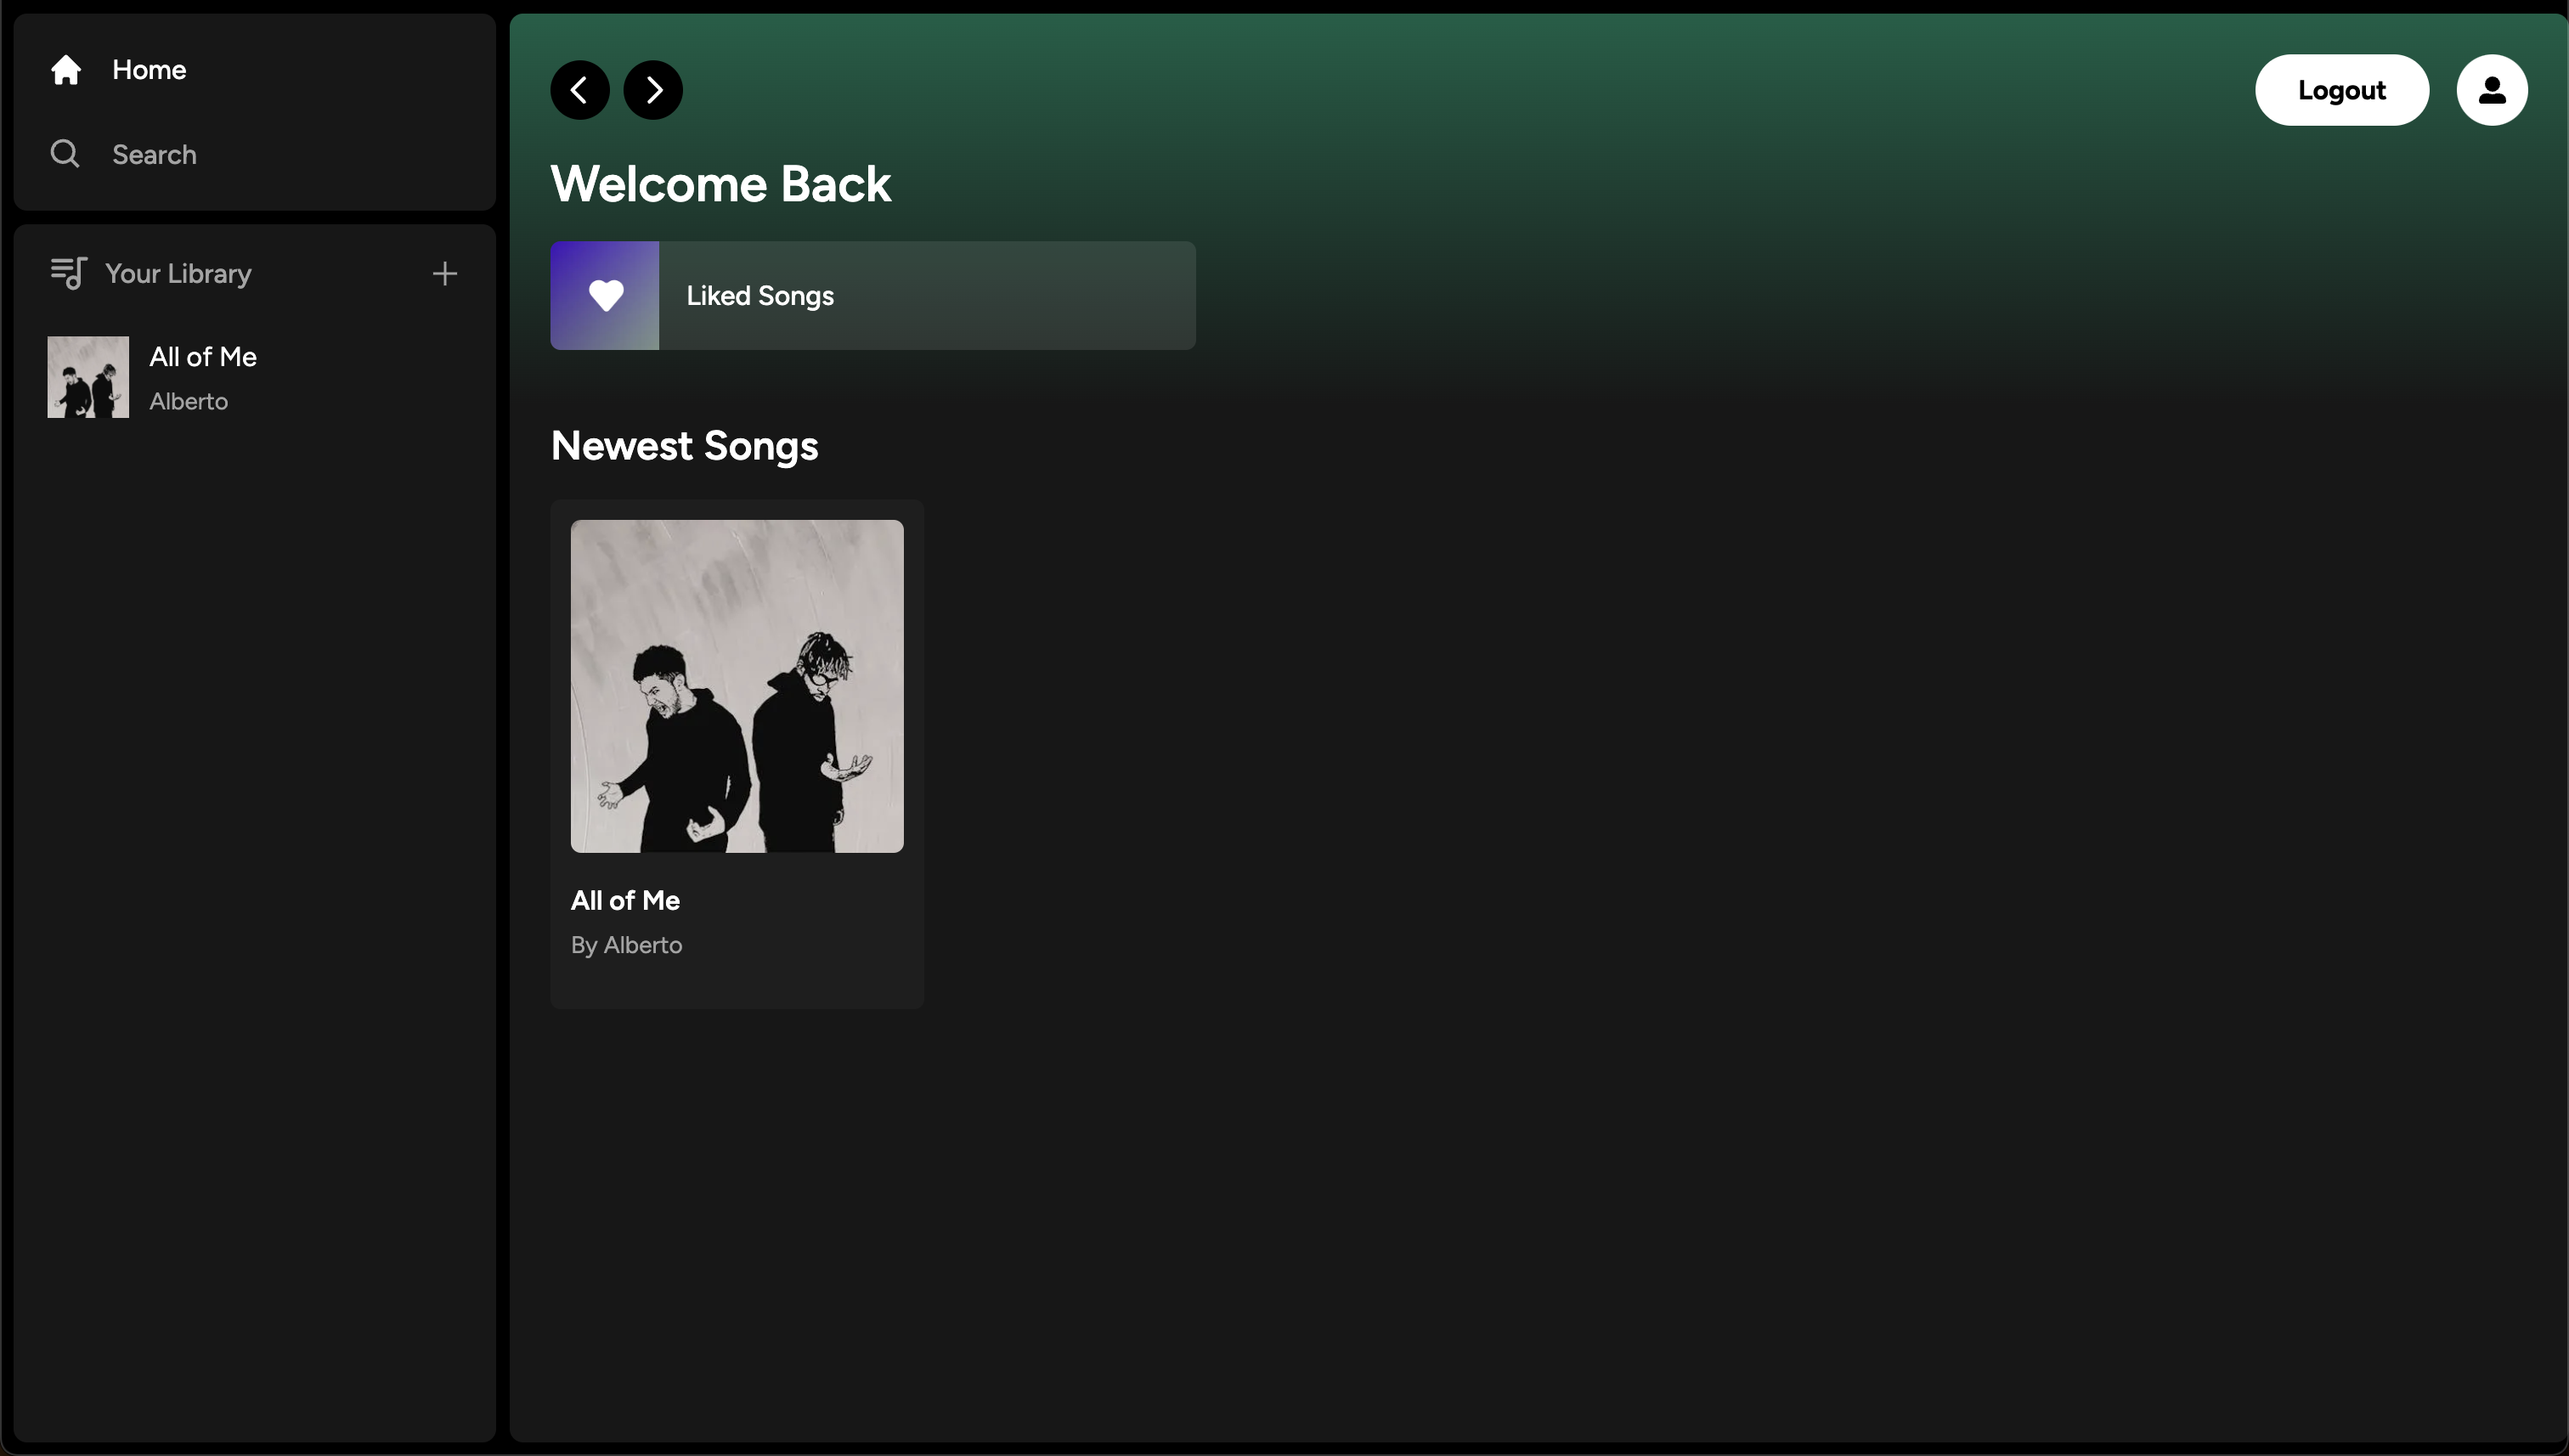 Home
Search
Your Library
All of Me
Alberto
Logout
Welcome Back
Liked Songs
Newest Songs
All of Me
By Alberto